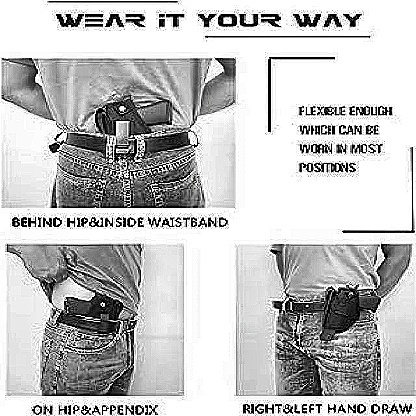 WEAR iT YOUR WAY
FLEXIBLE ENOUGH
WHICH CAN BE
WORN IN MOST
POSITIONS
BEHIND HIP&INSIDE WAISTBAND
ON HIP&APPENDIX
RIGHT&LEFT HAND DRAW